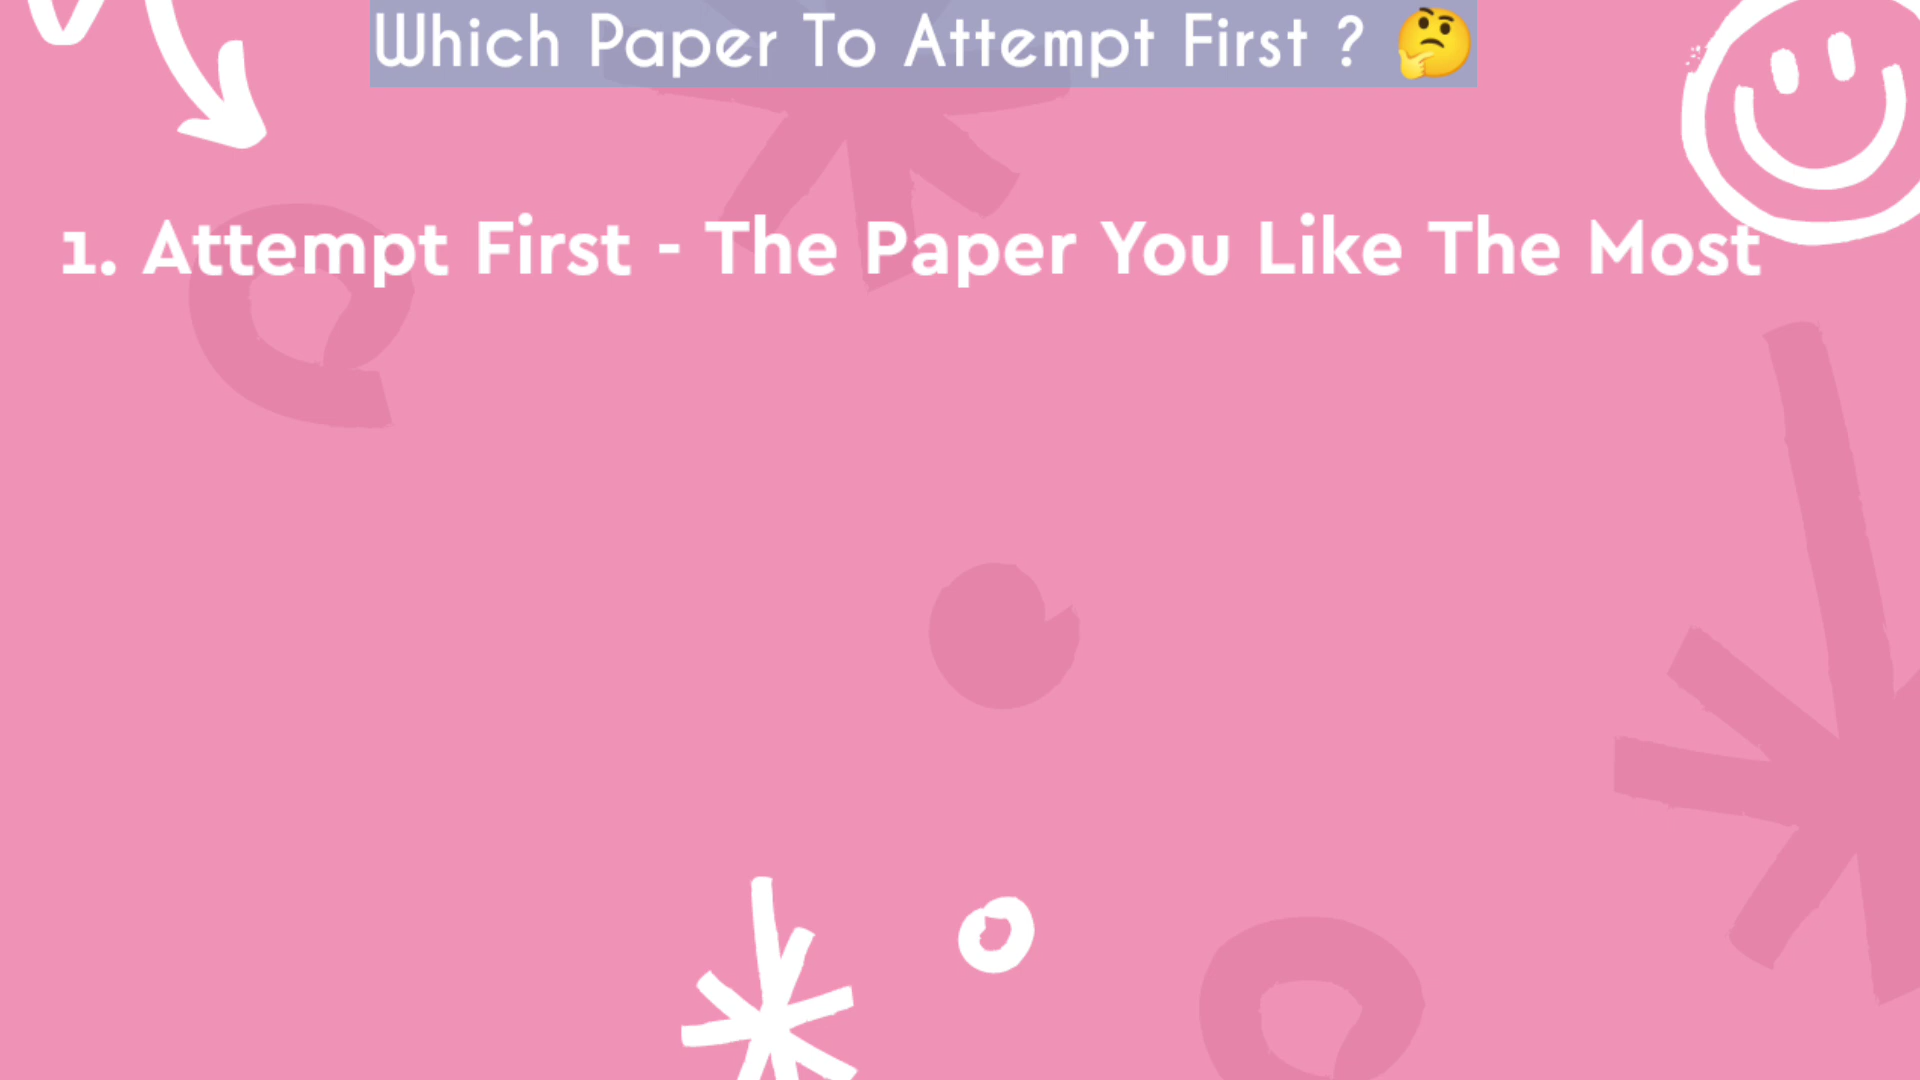 Which Paper To Attempt First ? 🤔
1. Attempt First - The Paper You Like The Most